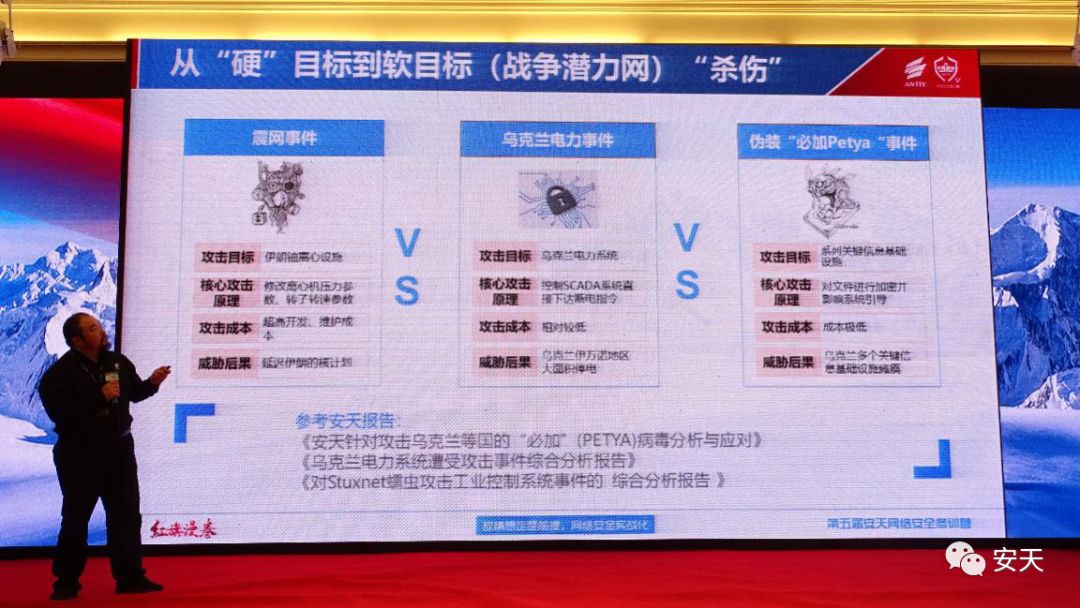 从“硬”目标到软目标（战争潜力网）“杀伤”
ANTIY
震网事件
乌克兰电力事件
伪装“必加Petya“事件
VS
VS
攻击目标 伊朗铀离心设施
核心攻击原理 修改离心机压力参
数、转子转速参数
攻击成本 超高开发、维护成
本
威胁后果 延迟伊朗的核计划
攻击目标 乌克兰电力系统
核心攻击原理 控制SCADA系统直
接下达断电指令
攻击成本 相对较低
威胁后果 乌克兰伊万诺地区
大面积停电
攻击目标 系列关键信息基础
设施
核心攻击原理 对文件进行加密并
影响系统引导
攻击成本 成本极低
威胁后果 乌克兰多个关键信
息基础设施瘫痪
参考安天报告：
《安天针对攻击乌克兰等国的“必加”(PETYA)病毒分析与应对》
《乌克兰电力系统遭受攻击事件综合分析报告》
《对Stuxnet蠕虫攻击工业控制系统事件的 综合分析报告 》
红旗漫卷
敌情想定是前提，网络安全实战化
第五届安天网络安全冬训营
安天